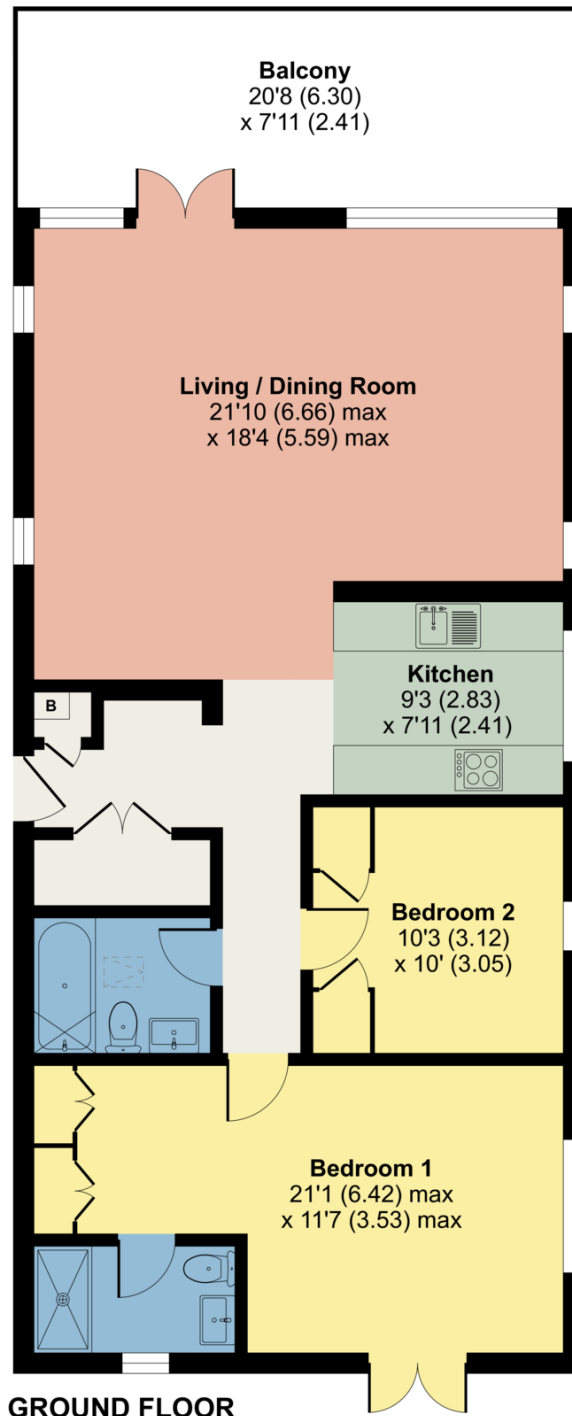 Balcony
20'8 (6.30)
x 7'11 (2.41)
Living / Dining Room
21'10 (6.66) max
x 18'4 (5.59) max
Kitchen
9'3 (2.83)
x 7'11 (2.41)
B
Bedroom 2
10'3 (3.12)
x 10' (3.05)
Bedroom 1
21'1 (6.42) max
x 11'7 (3.53) max
GROUND FLOOR